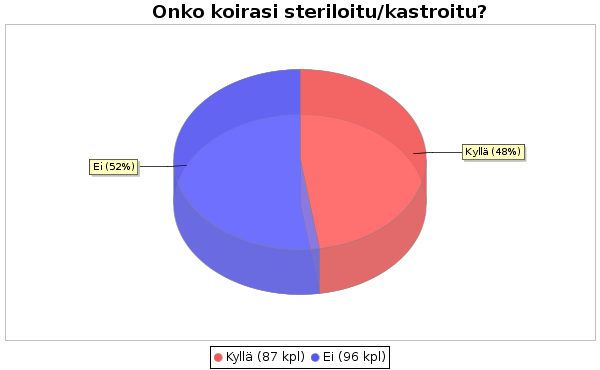 Onko koirasi steriloitu/kastroitu?
Kyllä (48%)
Ei (52%)
Kyllä (87 kpl) Ei (96 kpl)